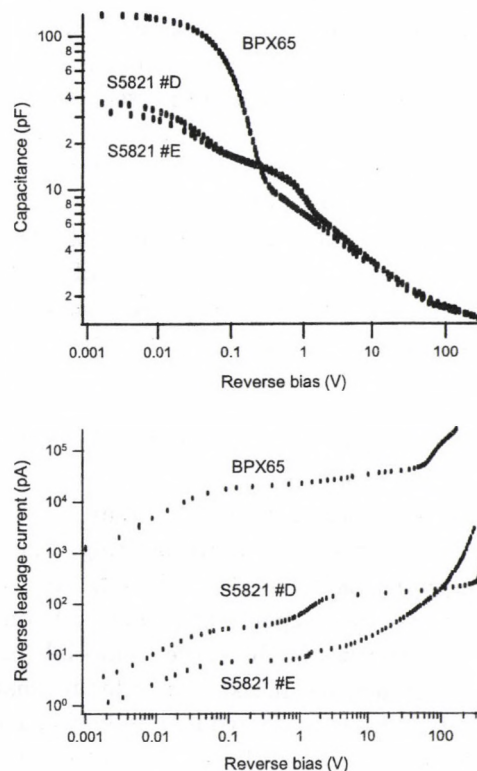 100
8
6
4
2
10
8
6
4
2
Capacitance (pF)
BPX65
S5821 #D
S5821 #E
0.001 0.01 0.1 1 10 100
Reverse bias (V)
10⁵
10⁴
10³
10²
10¹
10⁰
Reverse leakage current (pA)
BPX65
S5821 #D
S5821 #E
0.001 0.01 0.1 1 10 100
Reverse bias (V)